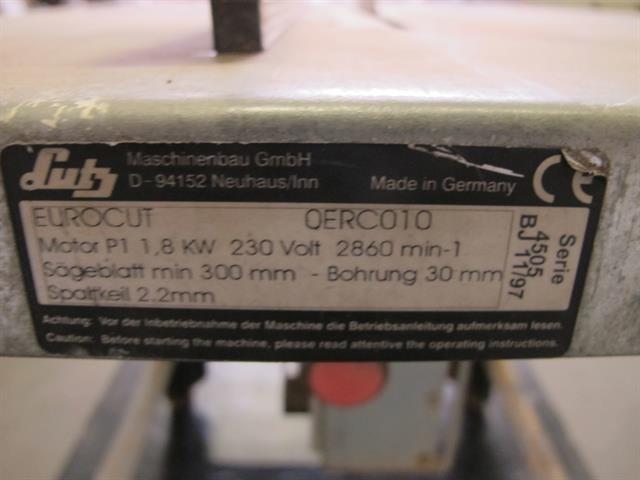 Lutz
Maschinenbau GmbH
D-94152 Neuhaus/Inn
Made in Germany
CE
EUROCUT 0ERC010
Motor P1 1,8 KW 230 Volt 2860 min-1
Sägeblatt min 300 mm - Bohrung 30 mm
Spaltkeil 2.2mm
Serie
4505
BJ 11/97
Achtung: Vor der Inbetriebnahme der Maschine die Betriebsanleitung aufmerksam lesen.
Caution: Before starting the machine, please read attentive the operating instructions.